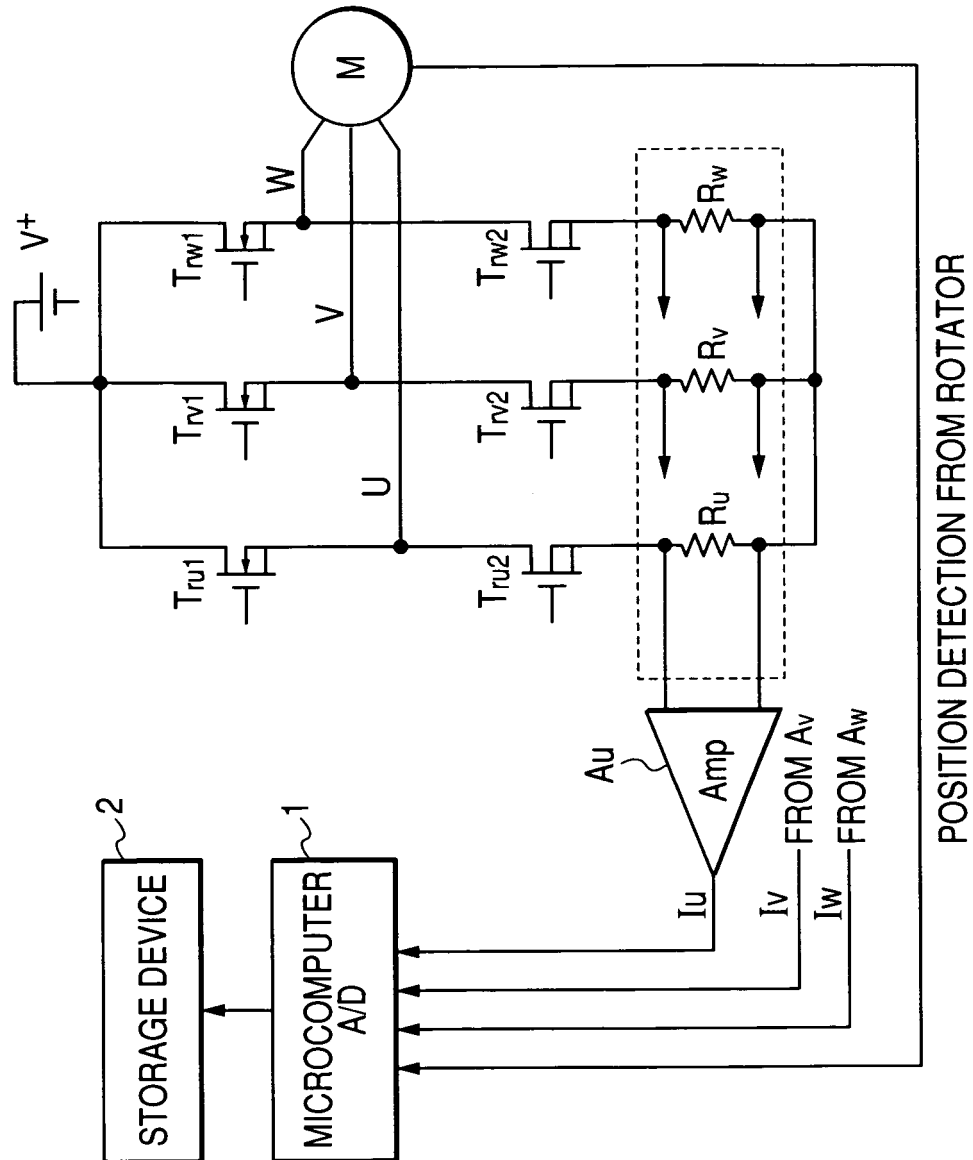 2
STORAGE DEVICE
1
MICROCOMPUTER
A/D
V+
Tru1
Trv1
Trw1
U
V
W
M
Tru2
Trv2
Trw2
Ru
Rv
Rw
Au
Amp
Iu
Iv
FROM Av
Iw
FROM Aw
POSITION DETECTION FROM ROTATOR